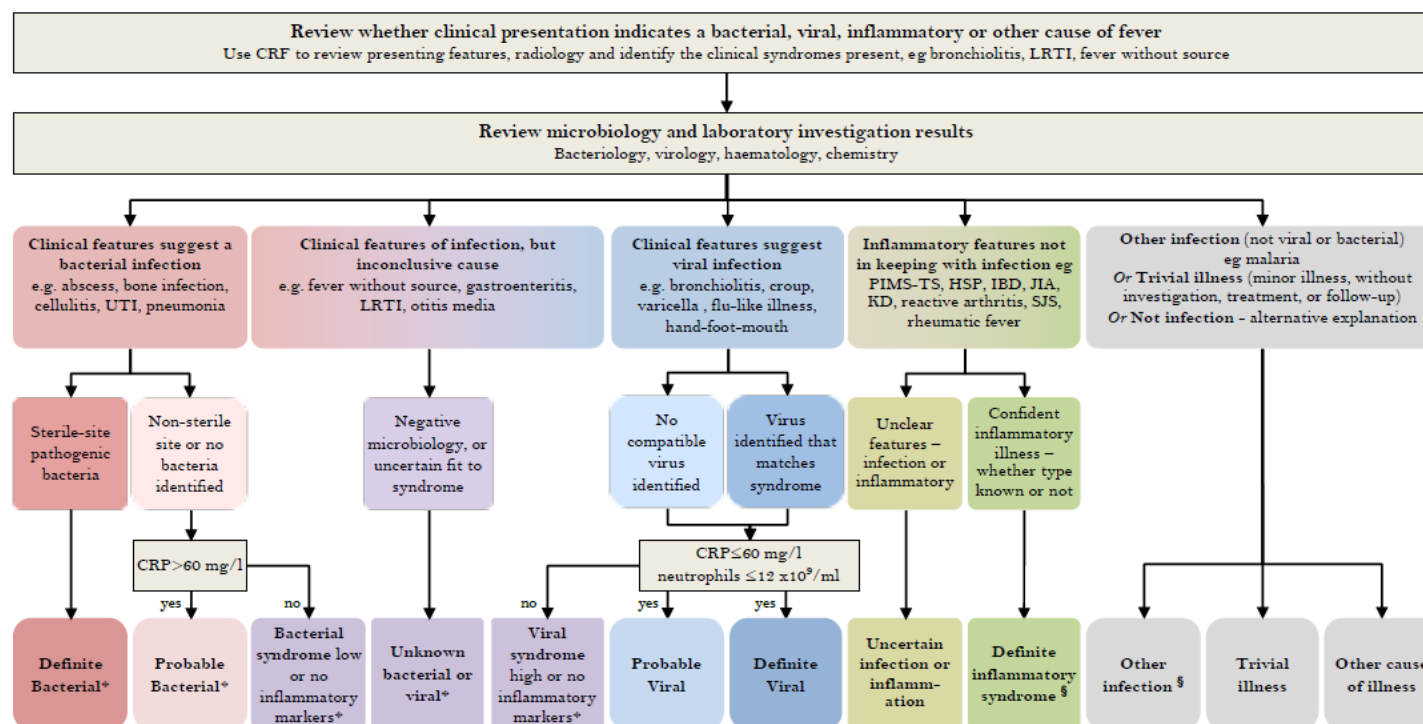 Review whether clinical presentation indicates a bacterial, viral, inflammatory or other cause of fever
Use CRF to review presenting features, radiology and identify the clinical syndromes present, eg bronchiolitis, LRTI, fever without source
Review microbiology and laboratory investigation results
Bacteriology, virology, haematology, chemistry
Clinical features suggest a
bacterial infection
e.g. abscess, bone infection,
cellulitis, UTI, pneumonia
Clinical features of infection, but
inconclusive cause
e.g. fever without source, gastroenteritis,
LRTI, otitis media
Clinical features suggest
viral infection
e.g. bronchiolitis, croup,
varicella , flu-like illness,
hand-foot-mouth
Inflammatory features not
in keeping with infection eg
PIMS-TS, HSP, IBD, JIA,
KD, reactive arthritis, SJS,
rheumatic fever
Other infection (not viral or bacterial)
eg malaria
Or Trivial illness (minor illness, without
investigation, treatment, or follow-up)
Or Not infection - alternative explanation
Sterile-site
pathogenic
bacteria
Non-sterile
site or no
bacteria
identified
Negative
microbiology, or
uncertain fit to
syndrome
No
compatible
virus
identified
Virus
identified that
matches
syndrome
Unclear
features –
infection or
inflammatory
Confident
inflammatory
illness –
whether type
known or not
CRP>60 mg/l
CRP≤60 mg/l
neutrophils ≤12 x10⁹/ml
yes
no
no
yes
yes
Definite
Bacterial*
Probable
Bacterial*
Bacterial
syndrome low
or no
inflammatory
markers*
Unknown
bacterial or
viral*
Viral
syndrome
high or no
inflammatory
markers*
Probable
Viral
Definite
Viral
Uncertain
infection or
inflamm-
ation
Definite
inflammatory
syndrome §
Other
infection §
Trivial
illness
Other cause
of illness